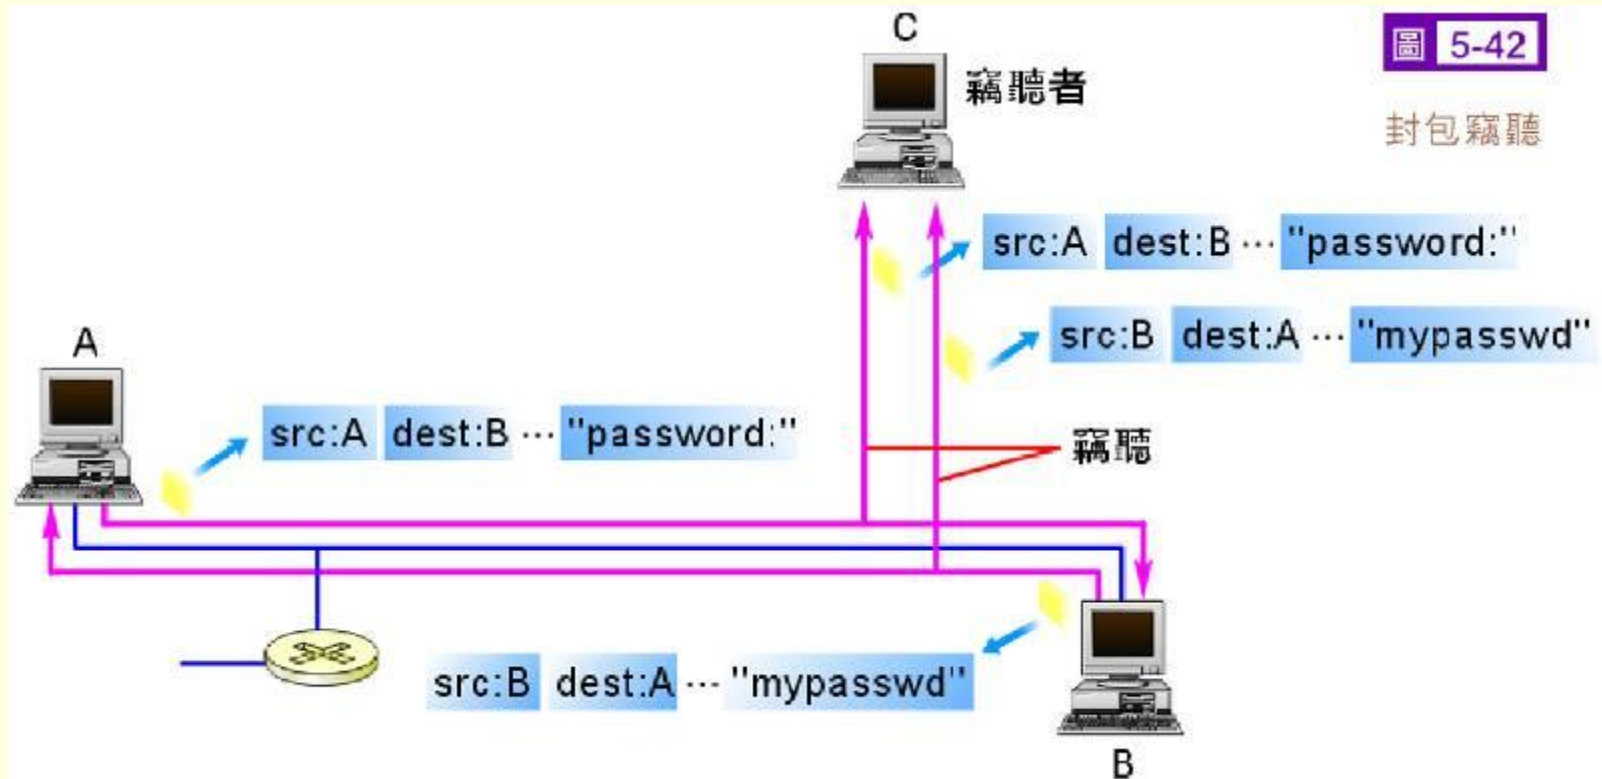 C
圖 5-42
竊聽者
封包竊聽
src:A dest:B ... "password:"
src:B dest:A ... "mypasswd"
A
src:A dest:B ... "password:"
竊聽
src:B dest:A ... "mypasswd"
B